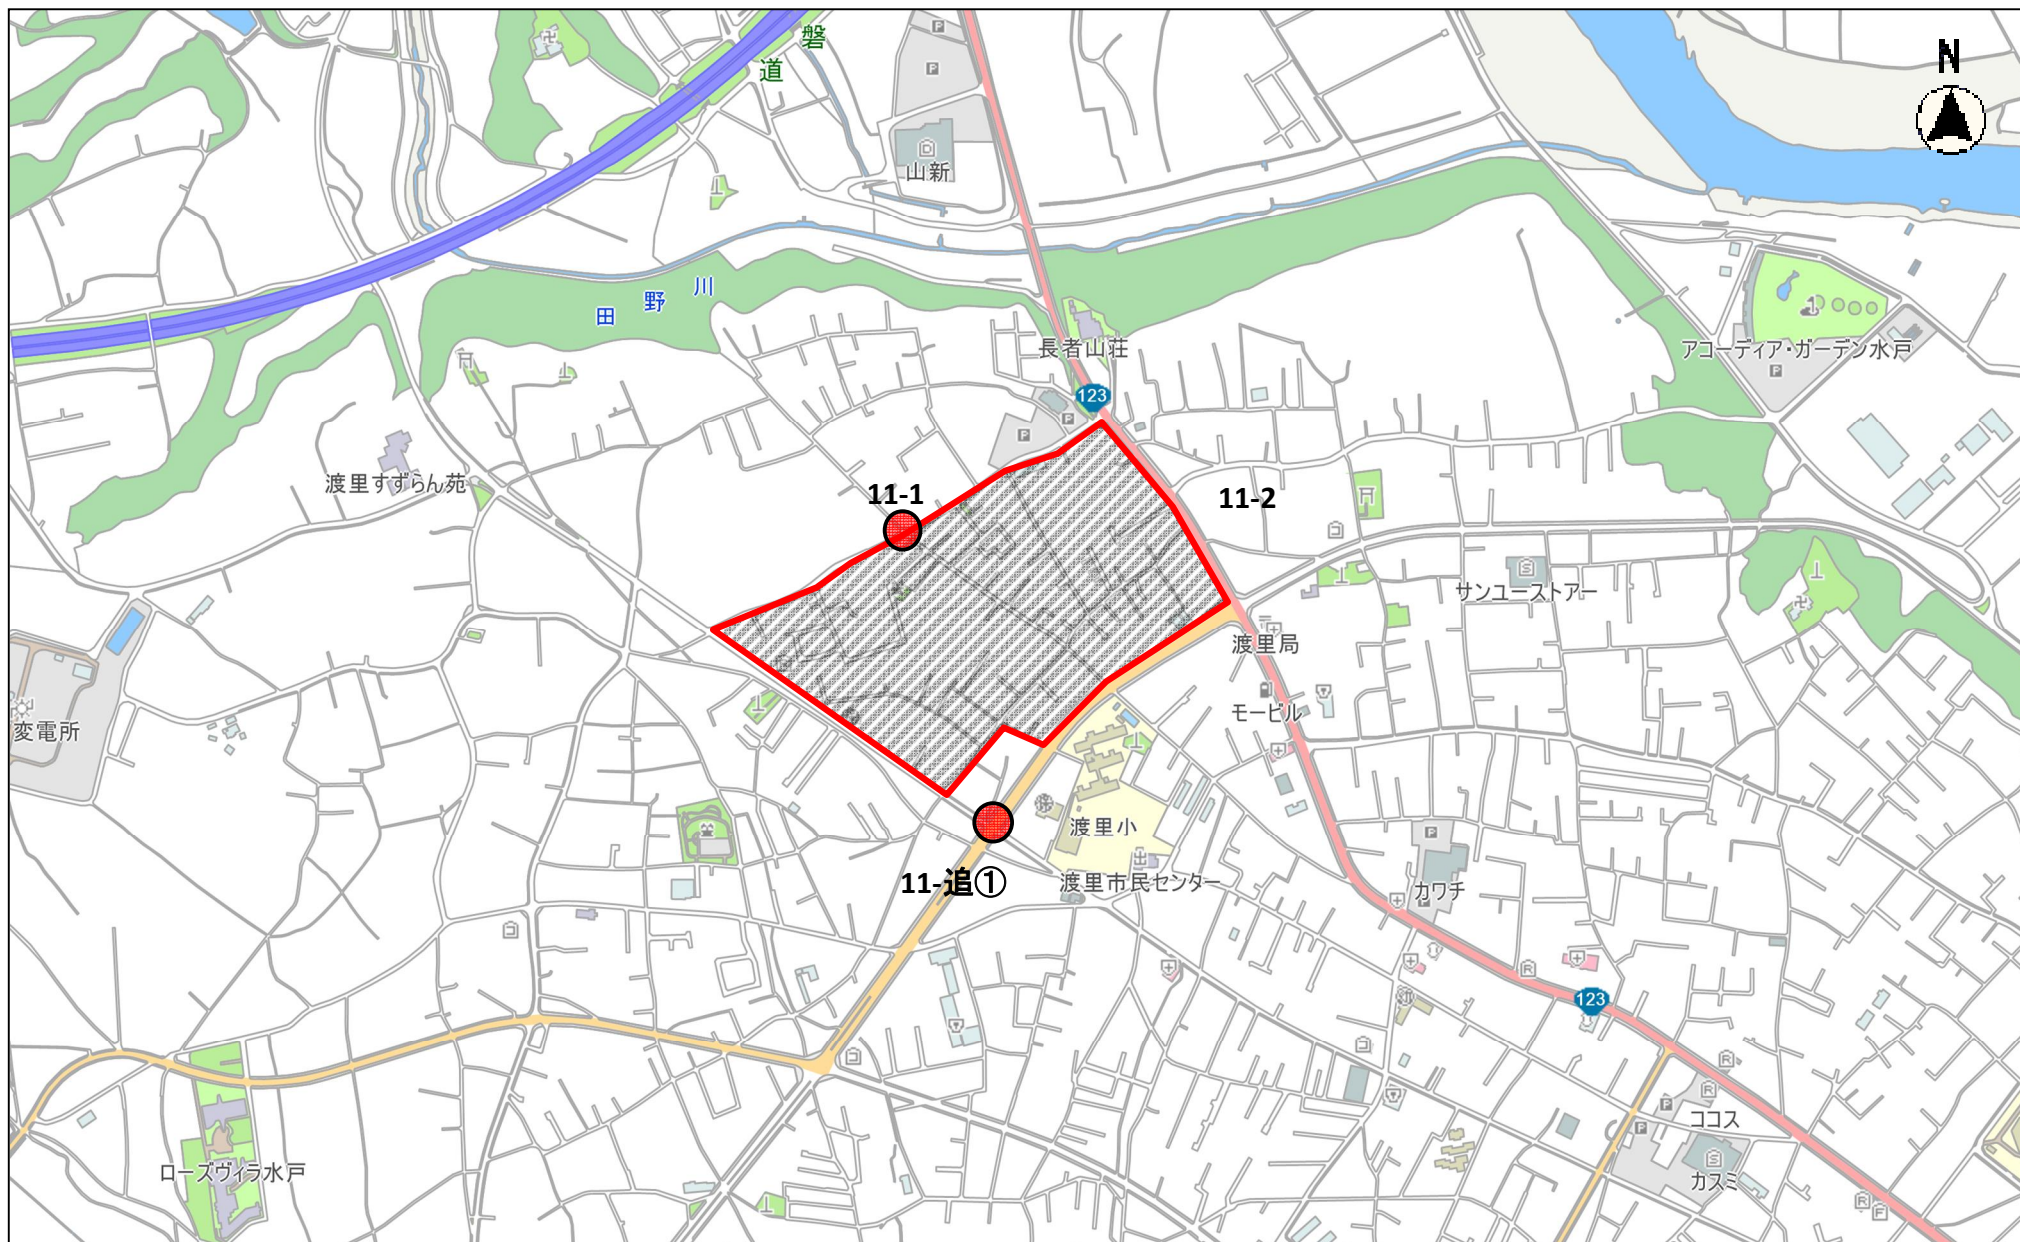 磐
道
N
山新
田野川
長者山荘
123
アコーディア・ガーデン水戸
渡里すずらん苑
11-1
11-2
サンユーストアー
渡里局
モービル
変電所
渡里小
11-追①
渡里市民センター
カワチ
123
ココス
カスミ
ローズヴィラ水戸